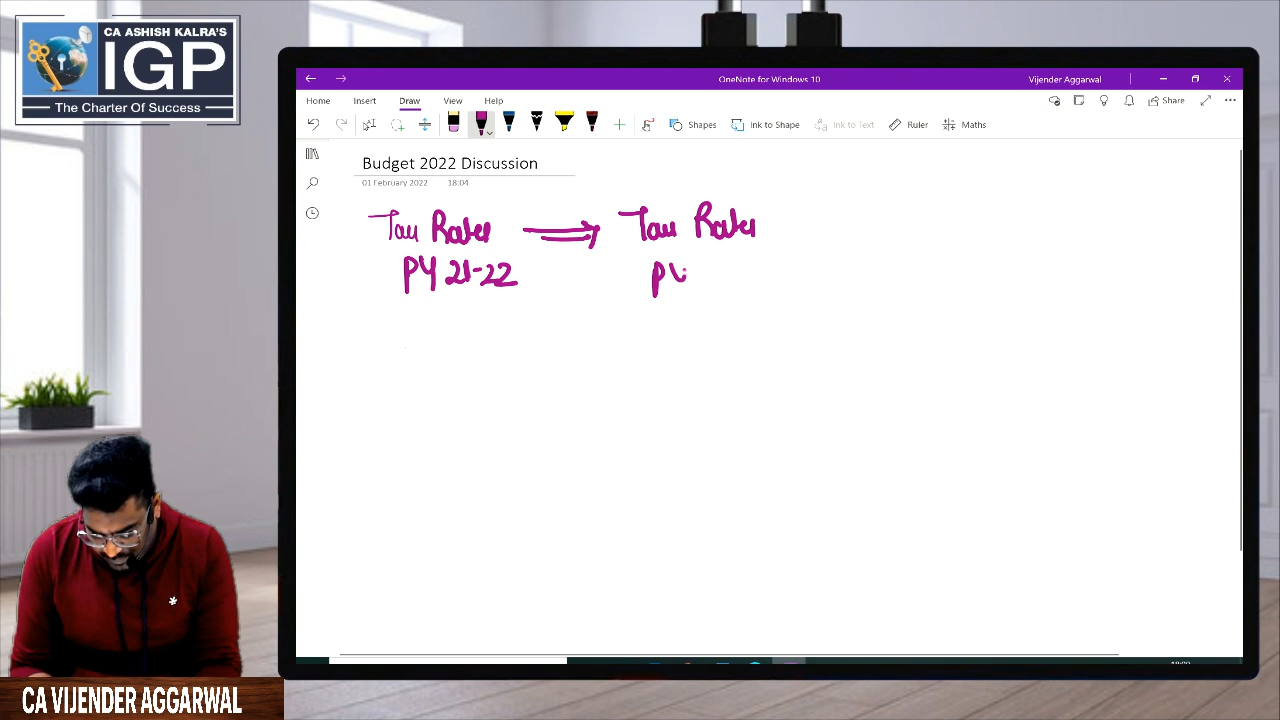 CA ASHISH KALRA'S
IGP
The Charter Of Success
OneNote for Windows 10
Vijender Aggarwal
Home Insert Draw View Help
Share
Shapes Ink to Shape Ink to Text Ruler Maths
Budget 2022 Discussion
01 February 2022 18:04
Tax Rates Tax Rates
PY 21-22 PY
CA VIJENDER AGGARWAL